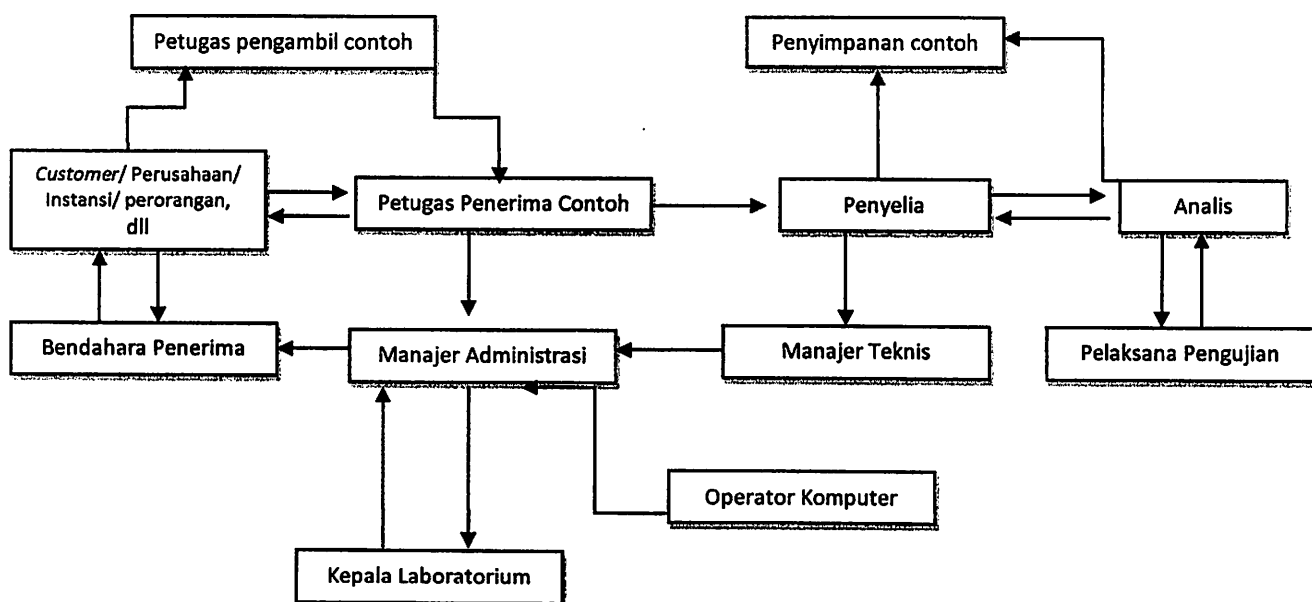 Petugas pengambil contoh
Penyimpanan contoh
Customer/ Perusahaan/
Instansi/ perorangan,
dll
Petugas Penerima Contoh
Penyelia
Analis
Bendahara Penerima
Manajer Administrasi
Manajer Teknis
Pelaksana Pengujian
Operator Komputer
Kepala Laboratorium